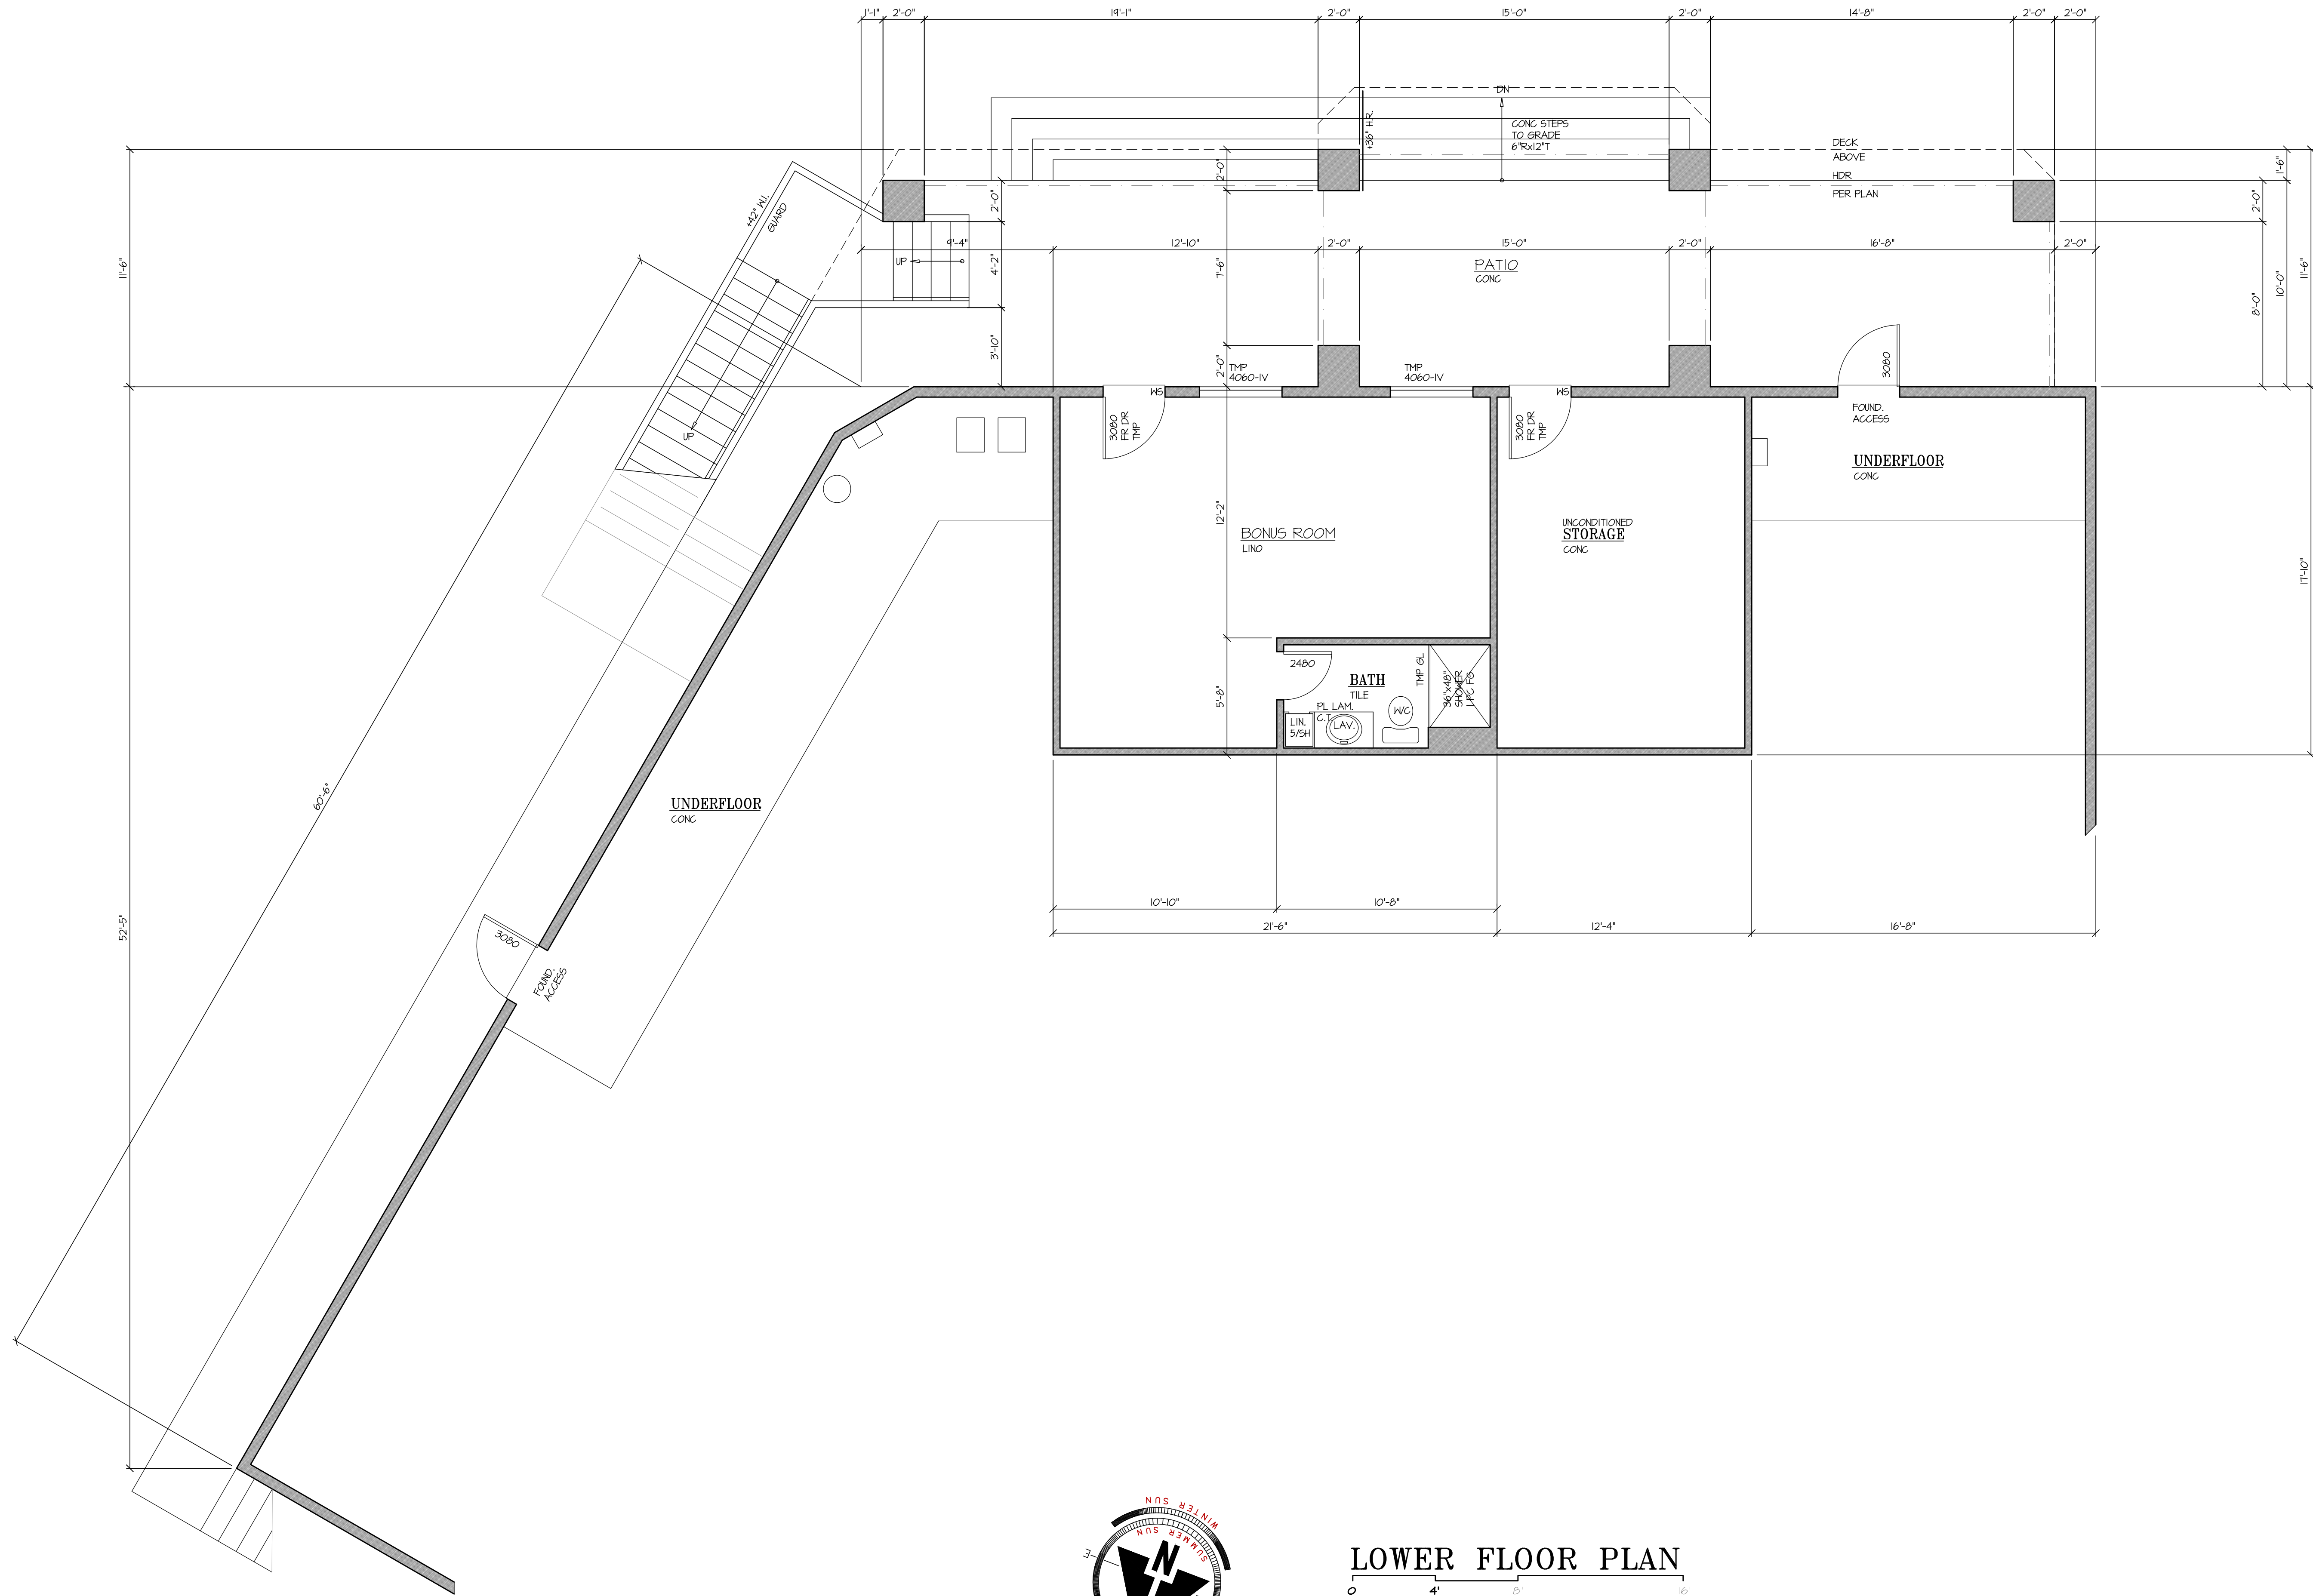 1'-1"
2'-0"
19'-1"
2'-0"
15'-0"
2'-0"
14'-8"
2'-0"
2'-0"
DN
+36" H.R.
CONC STEPS
TO GRADE
6"Rx12"T
DECK
ABOVE
HDR
PER PLAN
2'-0"
1'-6"
2'-0"
10'-0"
8'-0"
11'-6"
11'-6"
+42" W.I.
GUARD
2'-0"
4'-2"
3'-10"
UP
9'-4"
12'-10"
2'-0"
15'-0"
2'-0"
16'-8"
2'-0"
7'-6"
2'-0"
PATIO
CONC
TMP
4060-IV
TMP
4060-IV
WS
WS
3080
FR DR
TMP
3080
FR DR
TMP
3080
FOUND.
ACCESS
UNDERFLOOR
CONC
UP
12'-2"
BONUS ROOM
LINO
UNCONDITIONED
STORAGE
CONC
17'-10"
5'-8"
2480
BATH
TILE
TMP GL
36"x48"
SHOWER
1 PC FG
PL LAM.
C.T.
LIN.
5/SH
LAV.
W/C
60'-6"
UNDERFLOOR
CONC
52'-5"
3080
FOUND.
ACCESS
10'-10"
10'-8"
21'-6"
12'-4"
16'-8"
WINTER SUN
SUMMER SUN
E
N
LOWER FLOOR PLAN
0
4'
8'
16'